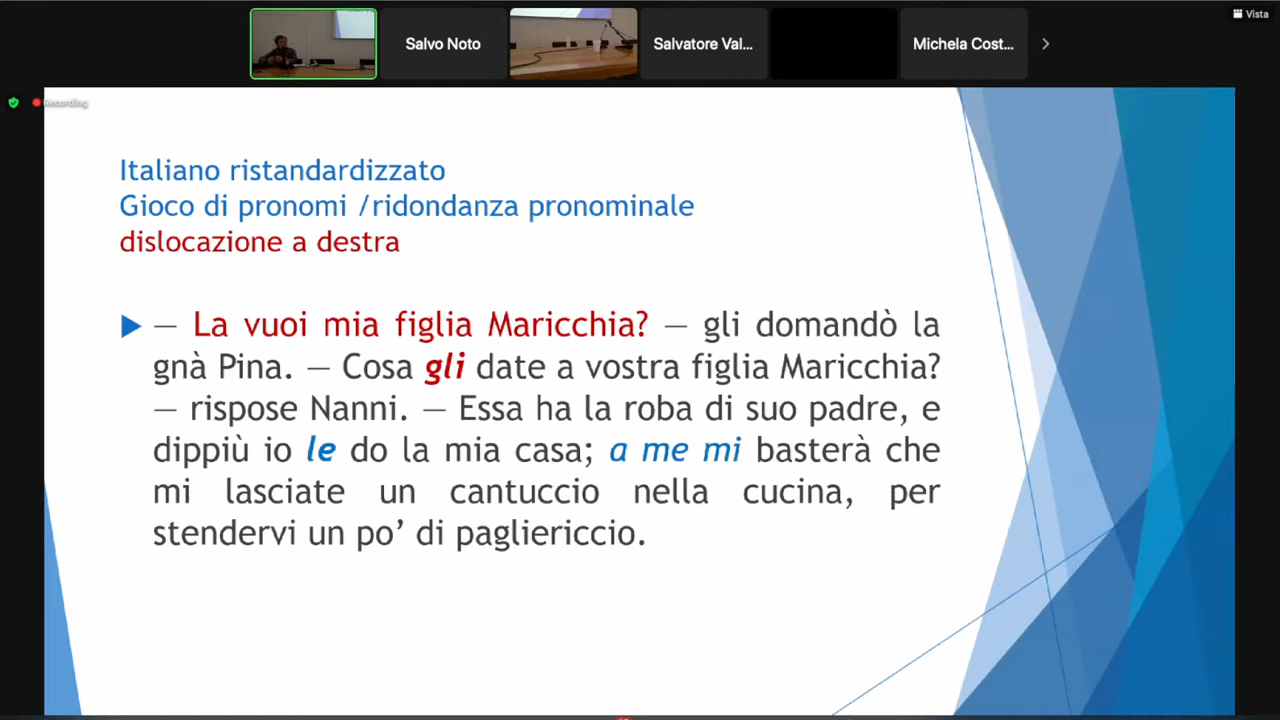 Vista
Salvo Noto
Salvatore Val...
Michela Cost...
Recording
Italiano ristandardizzato
Gioco di pronomi /ridondanza pronominale
dislocazione a destra
— La vuoi mia figlia Maricchia? — gli domandò la
gnà Pina. — Cosa gli date a vostra figlia Maricchia?
— rispose Nanni. — Essa ha la roba di suo padre, e
dippiù io le do la mia casa; a me mi basterà che
mi lasciate un cantuccio nella cucina, per
stendervi un po’ di pagliericcio.